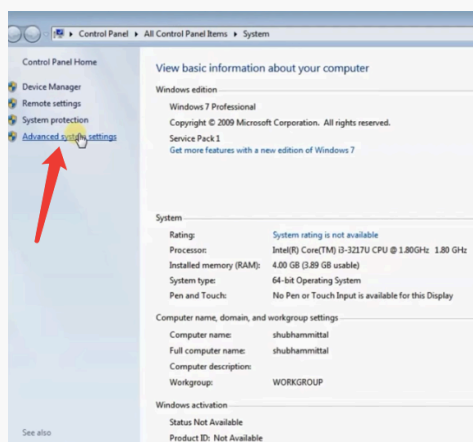 Control Panel ▸ All Control Panel Items ▸ System
Control Panel Home
Device Manager
Remote settings
System protection
Advanced system settings
See also
View basic information about your computer
Windows edition
Windows 7 Professional
Copyright © 2009 Microsoft Corporation. All rights reserved.
Service Pack 1
Get more features with a new edition of Windows 7
System
Rating: System rating is not available
Processor: Intel(R) Core(TM) i3-3217U CPU @ 1.80GHz 1.80 GHz
Installed memory (RAM): 4.00 GB (3.89 GB usable)
System type: 64-bit Operating System
Pen and Touch: No Pen or Touch Input is available for this Display
Computer name, domain, and workgroup settings
Computer name: shubhammittal
Full computer name: shubhammittal
Computer description:
Workgroup: WORKGROUP
Windows activation
Status Not Available
Product ID: Not Available